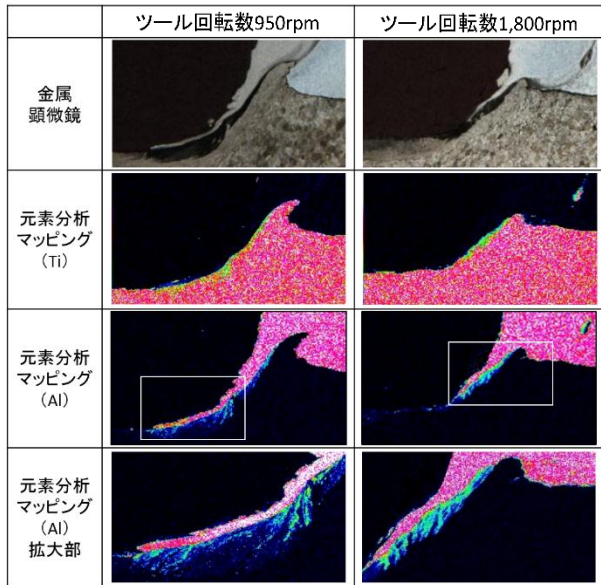 ツール回転数950rpm
ツール回転数1,800rpm
金属
顕微鏡
元素分析
マッピング
(Ti)
元素分析
マッピング
(Al)
元素分析
マッピング
(Al)
拡大部